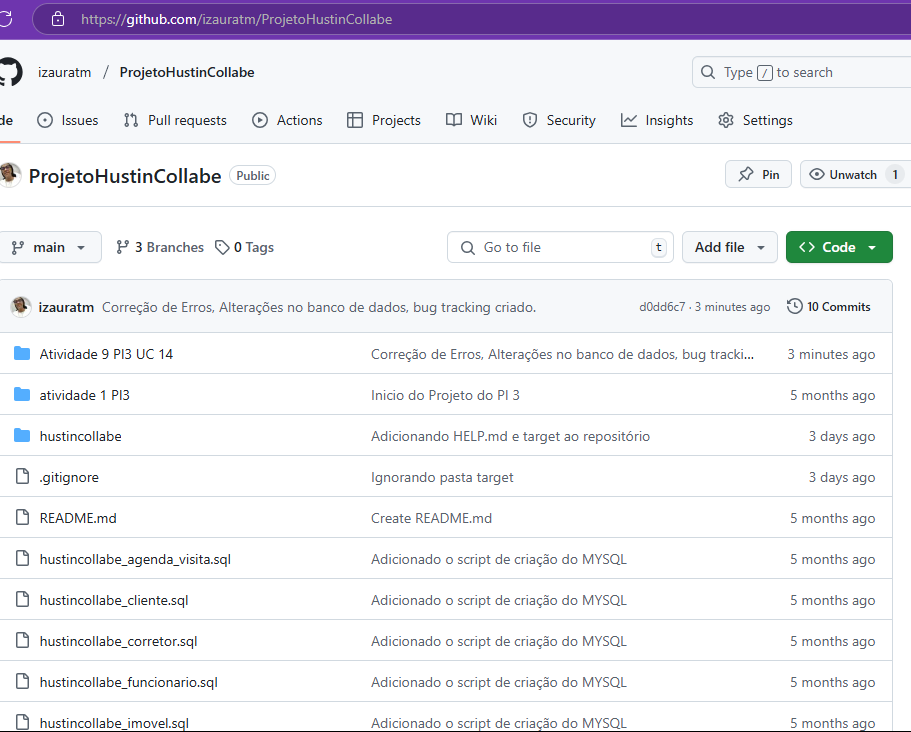 https://github.com/izauratm/ProjetoHustinCollabe
izauratm / ProjetoHustinCollabe
Type / to search
de Issues Pull requests Actions Projects Wiki Security Insights Settings
ProjetoHustinCollabe Public Pin Unwatch 1
main 3 Branches 0 Tags Go to file t Add file Code
izauratm Correção de Erros, Alterações no banco de dados, bug tracking criado. d0dd6c7 · 3 minutes ago 10 Commits
Atividade 9 PI3 UC 14 Correção de Erros, Alterações no banco de dados, bug tracki... 3 minutes ago
atividade 1 PI3 Inicio do Projeto do PI 3 5 months ago
hustincollabe Adicionando HELP.md e target ao repositório 3 days ago
.gitignore Ignorando pasta target 3 days ago
README.md Create README.md 5 months ago
hustincollabe_agenda_visita.sql Adicionado o script de criação do MYSQL 5 months ago
hustincollabe_cliente.sql Adicionado o script de criação do MYSQL 5 months ago
hustincollabe_corretor.sql Adicionado o script de criação do MYSQL 5 months ago
hustincollabe_funcionario.sql Adicionado o script de criação do MYSQL 5 months ago
hustincollabe_imovel.sql Adicionado o script de criação do MYSQL 5 months ago